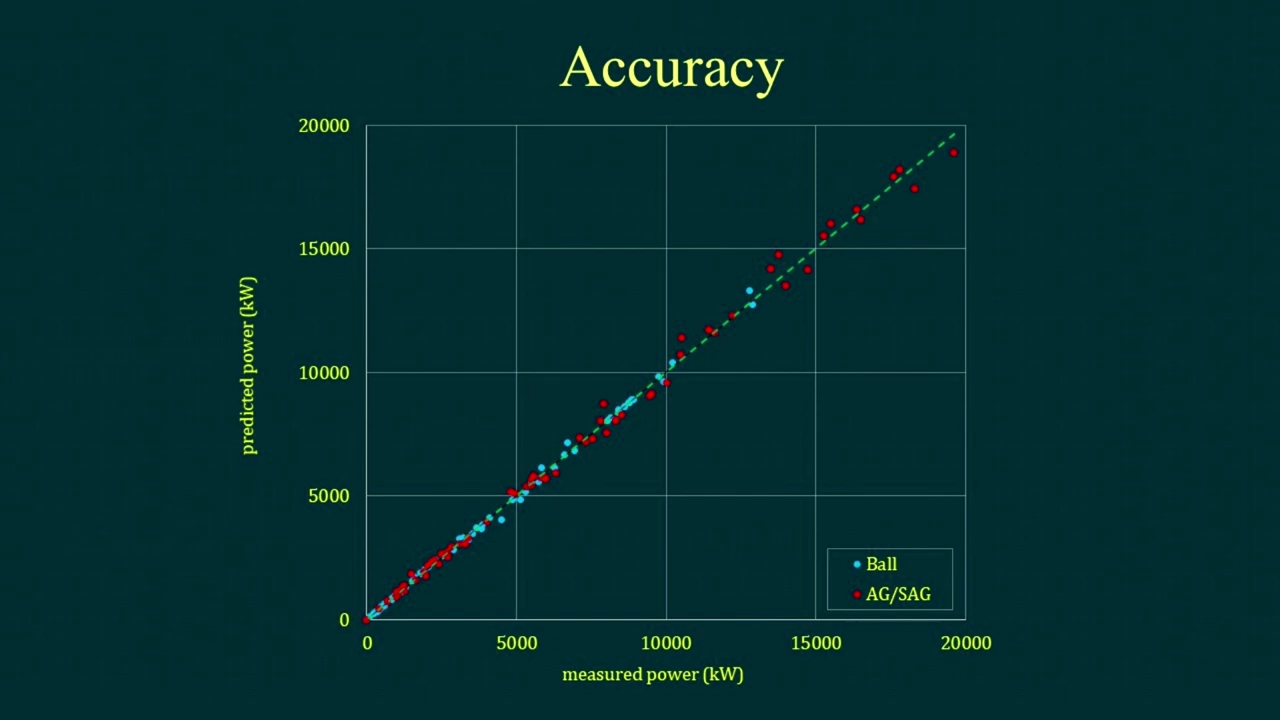 Accuracy
20000
15000
10000
5000
0
predicted power (kW)
Ball
AG/SAG
0 5000 10000 15000 20000
measured power (kW)